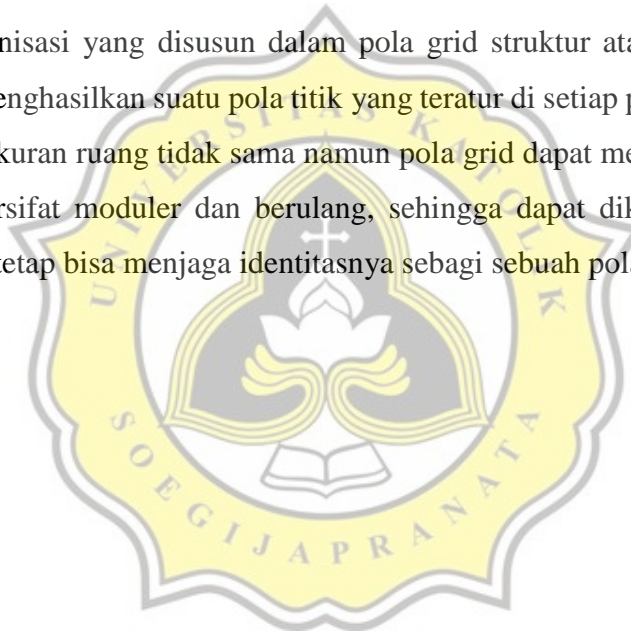 nisasi yang disusun dalam pola grid struktur ata
enghasilkan suatu pola titik yang teratur di setiap p
kuran ruang tidak sama namun pola grid dapat me
rsifat moduler dan berulang, sehingga dapat dik
tetap bisa menjaga identitasnya sebagi sebuah pola
UNIVERSITAS KATOLIK
SOEGIJAPRANATA